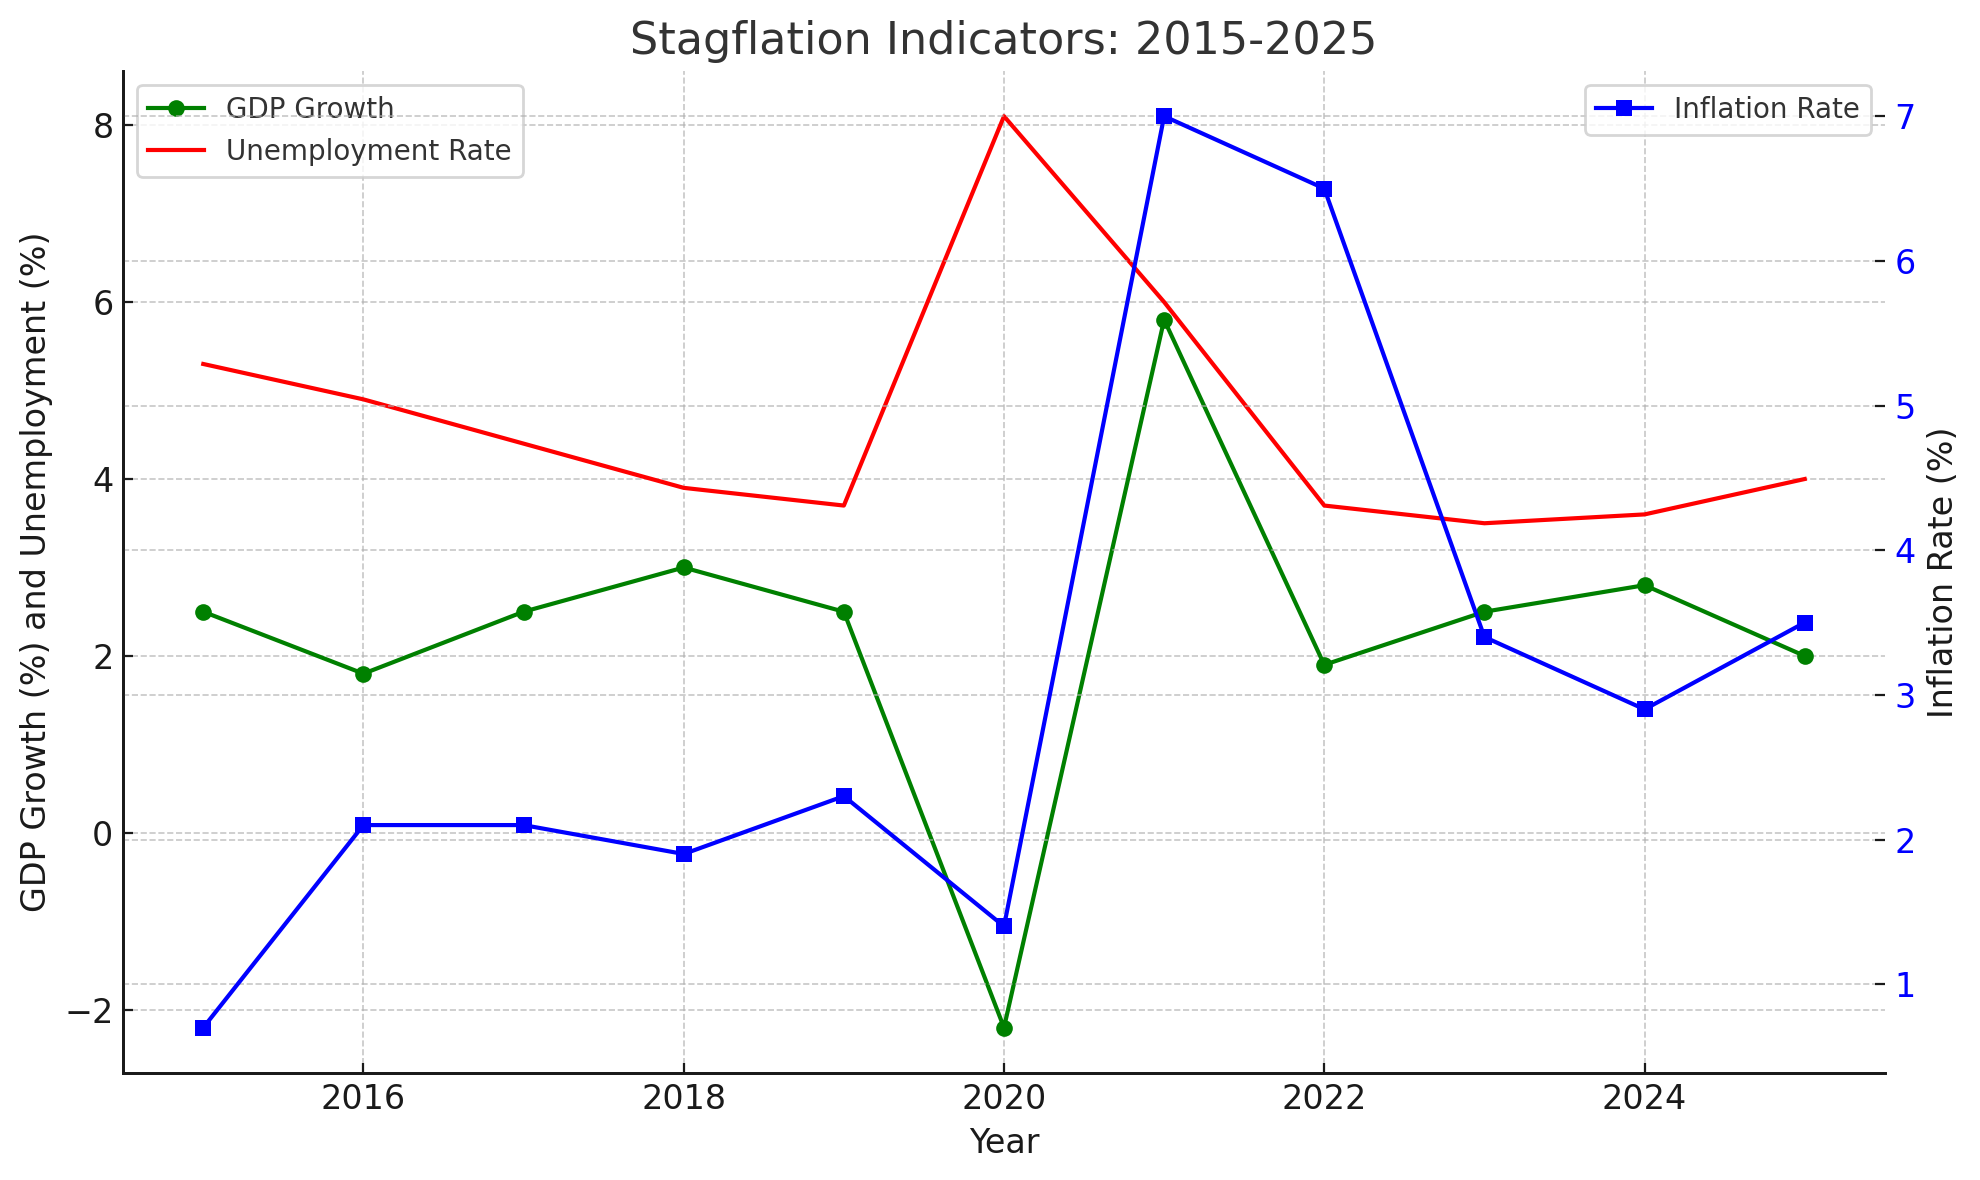 Stagflation Indicators: 2015-2025
GDP Growth
Unemployment Rate
Inflation Rate
GDP Growth (%) and Unemployment (%)
8
6
4
2
0
−2
7
6
5
4
3
2
1
Inflation Rate (%)
2016 2018 2020 2022 2024
Year